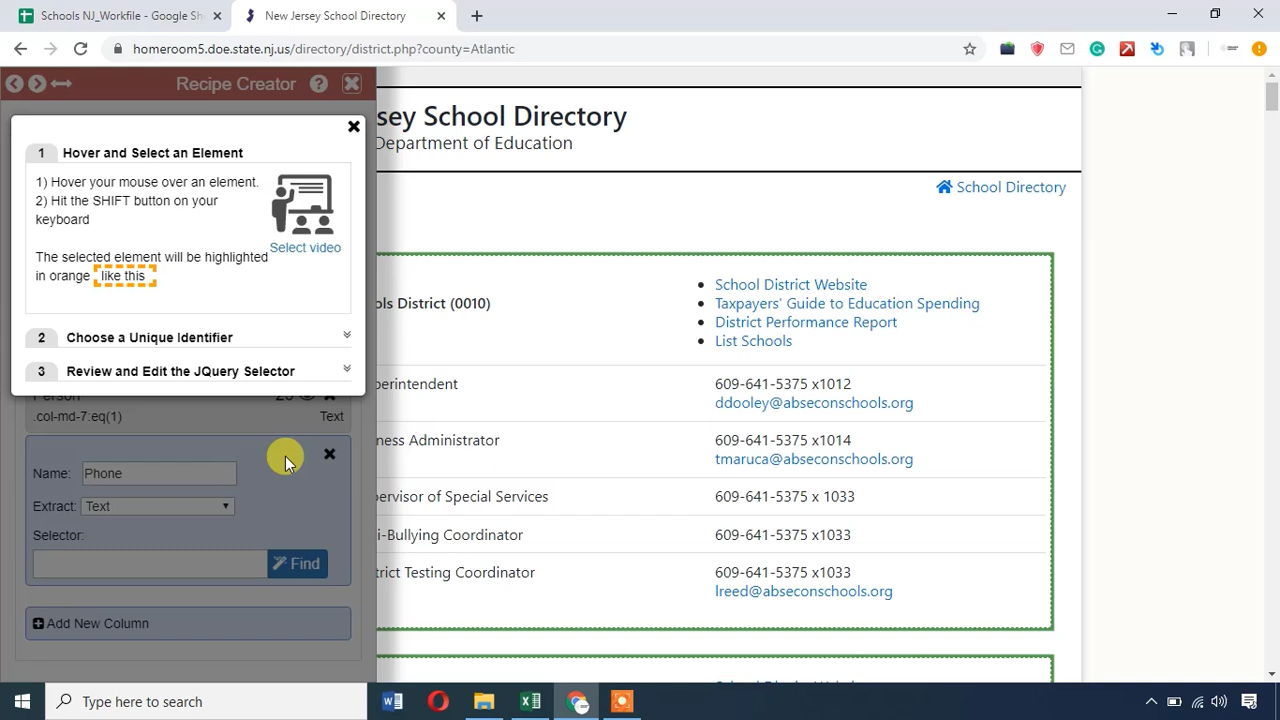 Schools NJ_Workfile - Google Sh
New Jersey School Directory
homeroom5.doe.state.nj.us/directory/district.php?county=Atlantic
Recipe Creator
1 Hover and Select an Element
1) Hover your mouse over an element.
2) Hit the SHIFT button on your
keyboard
Select video
The selected element will be highlighted
in orange like this
2 Choose a Unique Identifier
3 Review and Edit the JQuery Selector
Person
.col-md-7:eq(1) Text
Name: Phone
Extract: Text
Selector:
Find
Add New Column
sey School Directory
Department of Education
School Directory
ols District (0010)
School District Website
Taxpayers' Guide to Education Spending
District Performance Report
List Schools
perintendent 609-641-5375 x1012
ddooley@abseconschools.org
ness Administrator 609-641-5375 x1014
tmaruca@abseconschools.org
pervisor of Special Services 609-641-5375 x 1033
i-Bullying Coordinator 609-641-5375 x1033
trict Testing Coordinator 609-641-5375 x1033
lreed@abseconschools.org
Type here to search